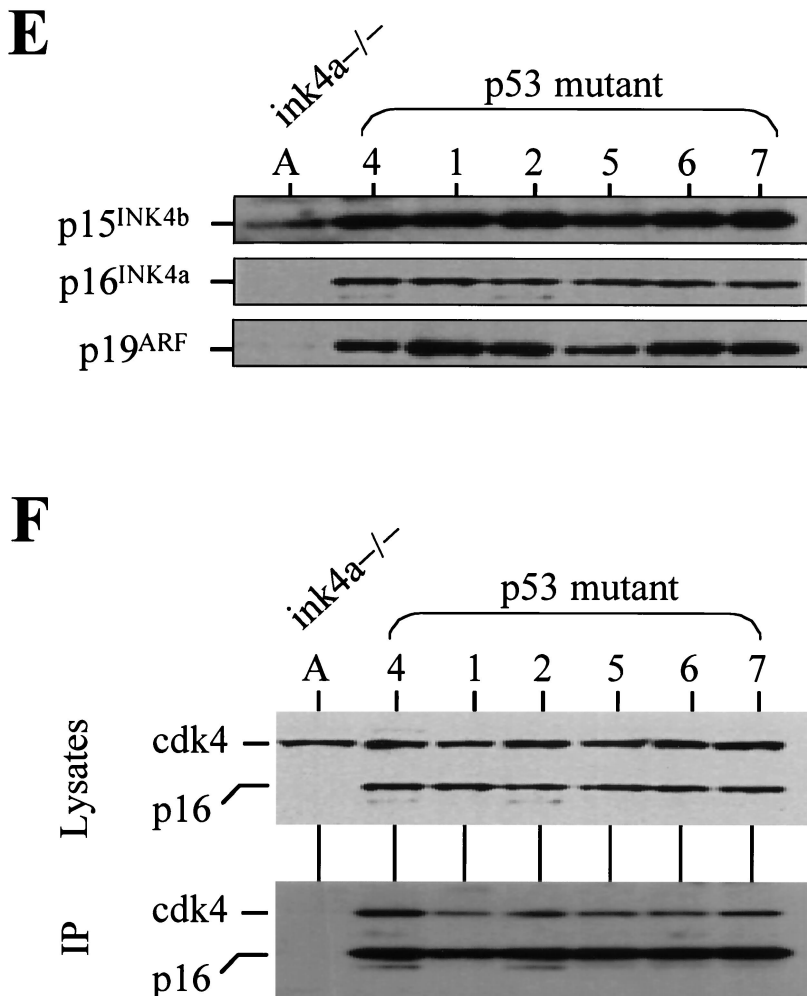 E
ink4a–/–
p53 mutant
A 4 1 2 5 6 7
p15INK4b
p16INK4a
p19ARF
F
ink4a–/–
p53 mutant
A 4 1 2 5 6 7
Lysates
cdk4
p16
IP
cdk4
p16